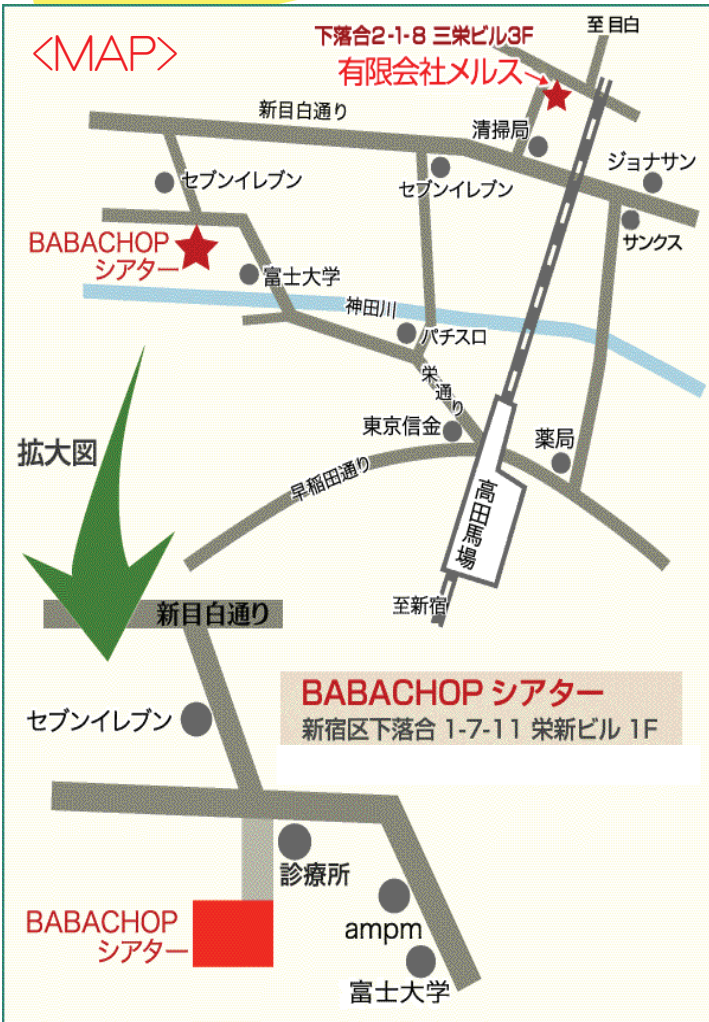 <MAP>
下落合2-1-8 三栄ビル3F
至目白
有限会社メルス
新目白通り
清掃局
ジョナサン
セブンイレブン
セブンイレブン
サンクス
BABACHOP
シアター
富士大学
神田川
パチスロ
栄通り
東京信金
薬局
拡大図
早稲田通り
高田馬場
至新宿
新目白通り
BABACHOP シアター
新宿区下落合 1-7-11 栄新ビル 1F
セブンイレブン
診療所
BABACHOP
シアター
ampm
富士大学